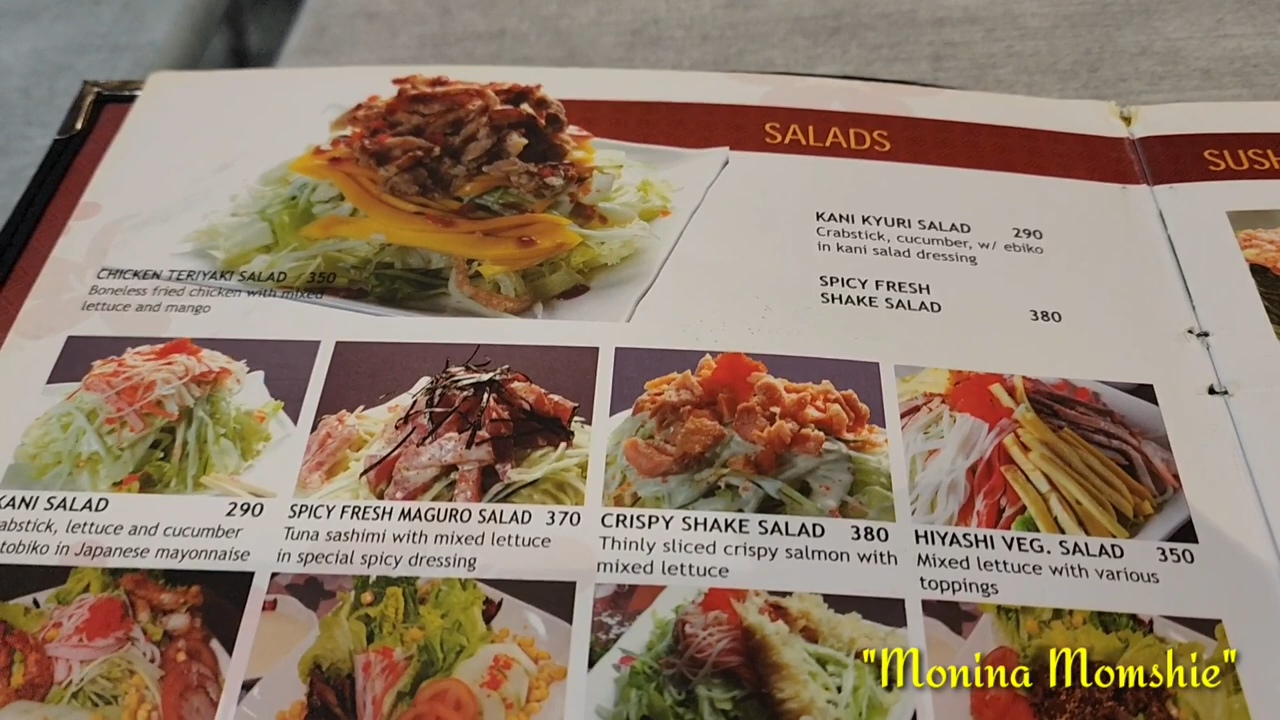 SALADS
CHICKEN TERIYAKI SALAD 350
Boneless fried chicken with mixed
lettuce and mango
KANI KYURI SALAD 290
Crabstick, cucumber, w/ ebiko
in kani salad dressing
SPICY FRESH
SHAKE SALAD 380
KANI SALAD 290
abstick, lettuce and cucumber
tobiko in Japanese mayonnaise
SPICY FRESH MAGURO SALAD 370
Tuna sashimi with mixed lettuce
in special spicy dressing
CRISPY SHAKE SALAD 380
Thinly sliced crispy salmon with
mixed lettuce
HIYASHI VEG. SALAD 350
Mixed lettuce with various
toppings
SUSH
"Monina Momshie"